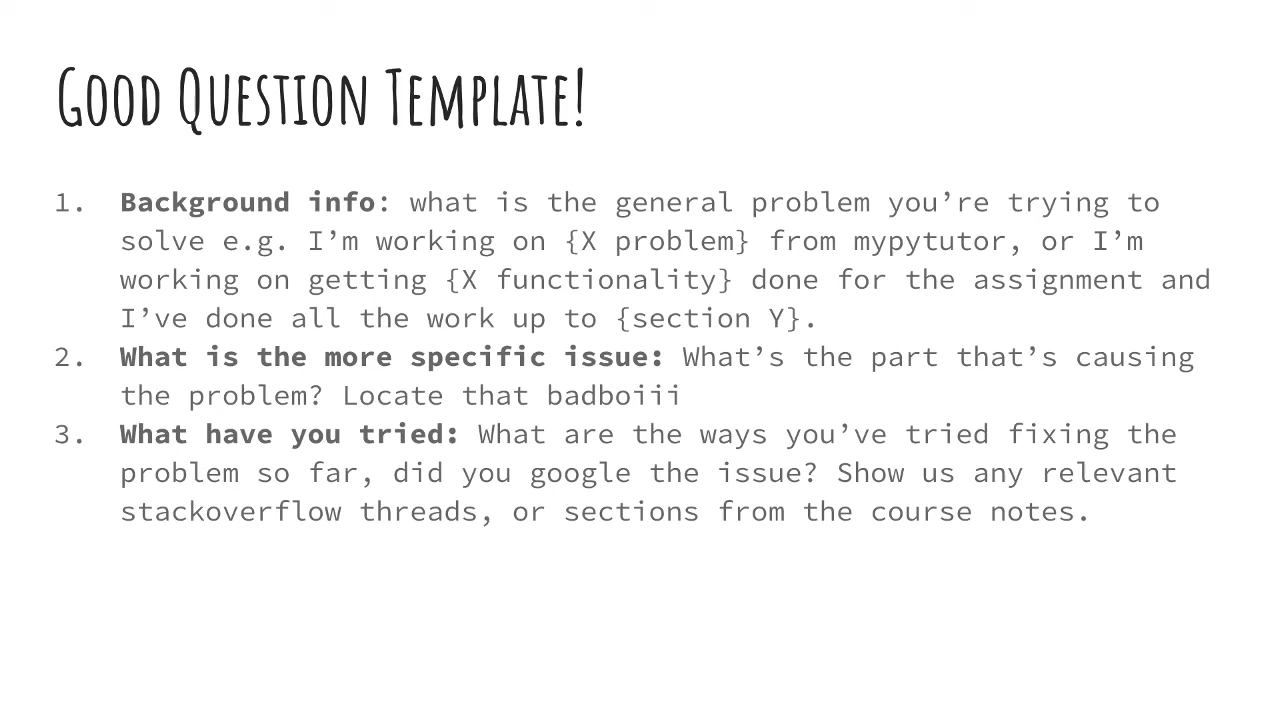 Good Question Template!
1. Background info: what is the general problem you’re trying to
solve e.g. I’m working on {X problem} from mypytutor, or I’m
working on getting {X functionality} done for the assignment and
I’ve done all the work up to {section Y}.
2. What is the more specific issue: What’s the part that’s causing
the problem? Locate that badboiii
3. What have you tried: What are the ways you’ve tried fixing the
problem so far, did you google the issue? Show us any relevant
stackoverflow threads, or sections from the course notes.